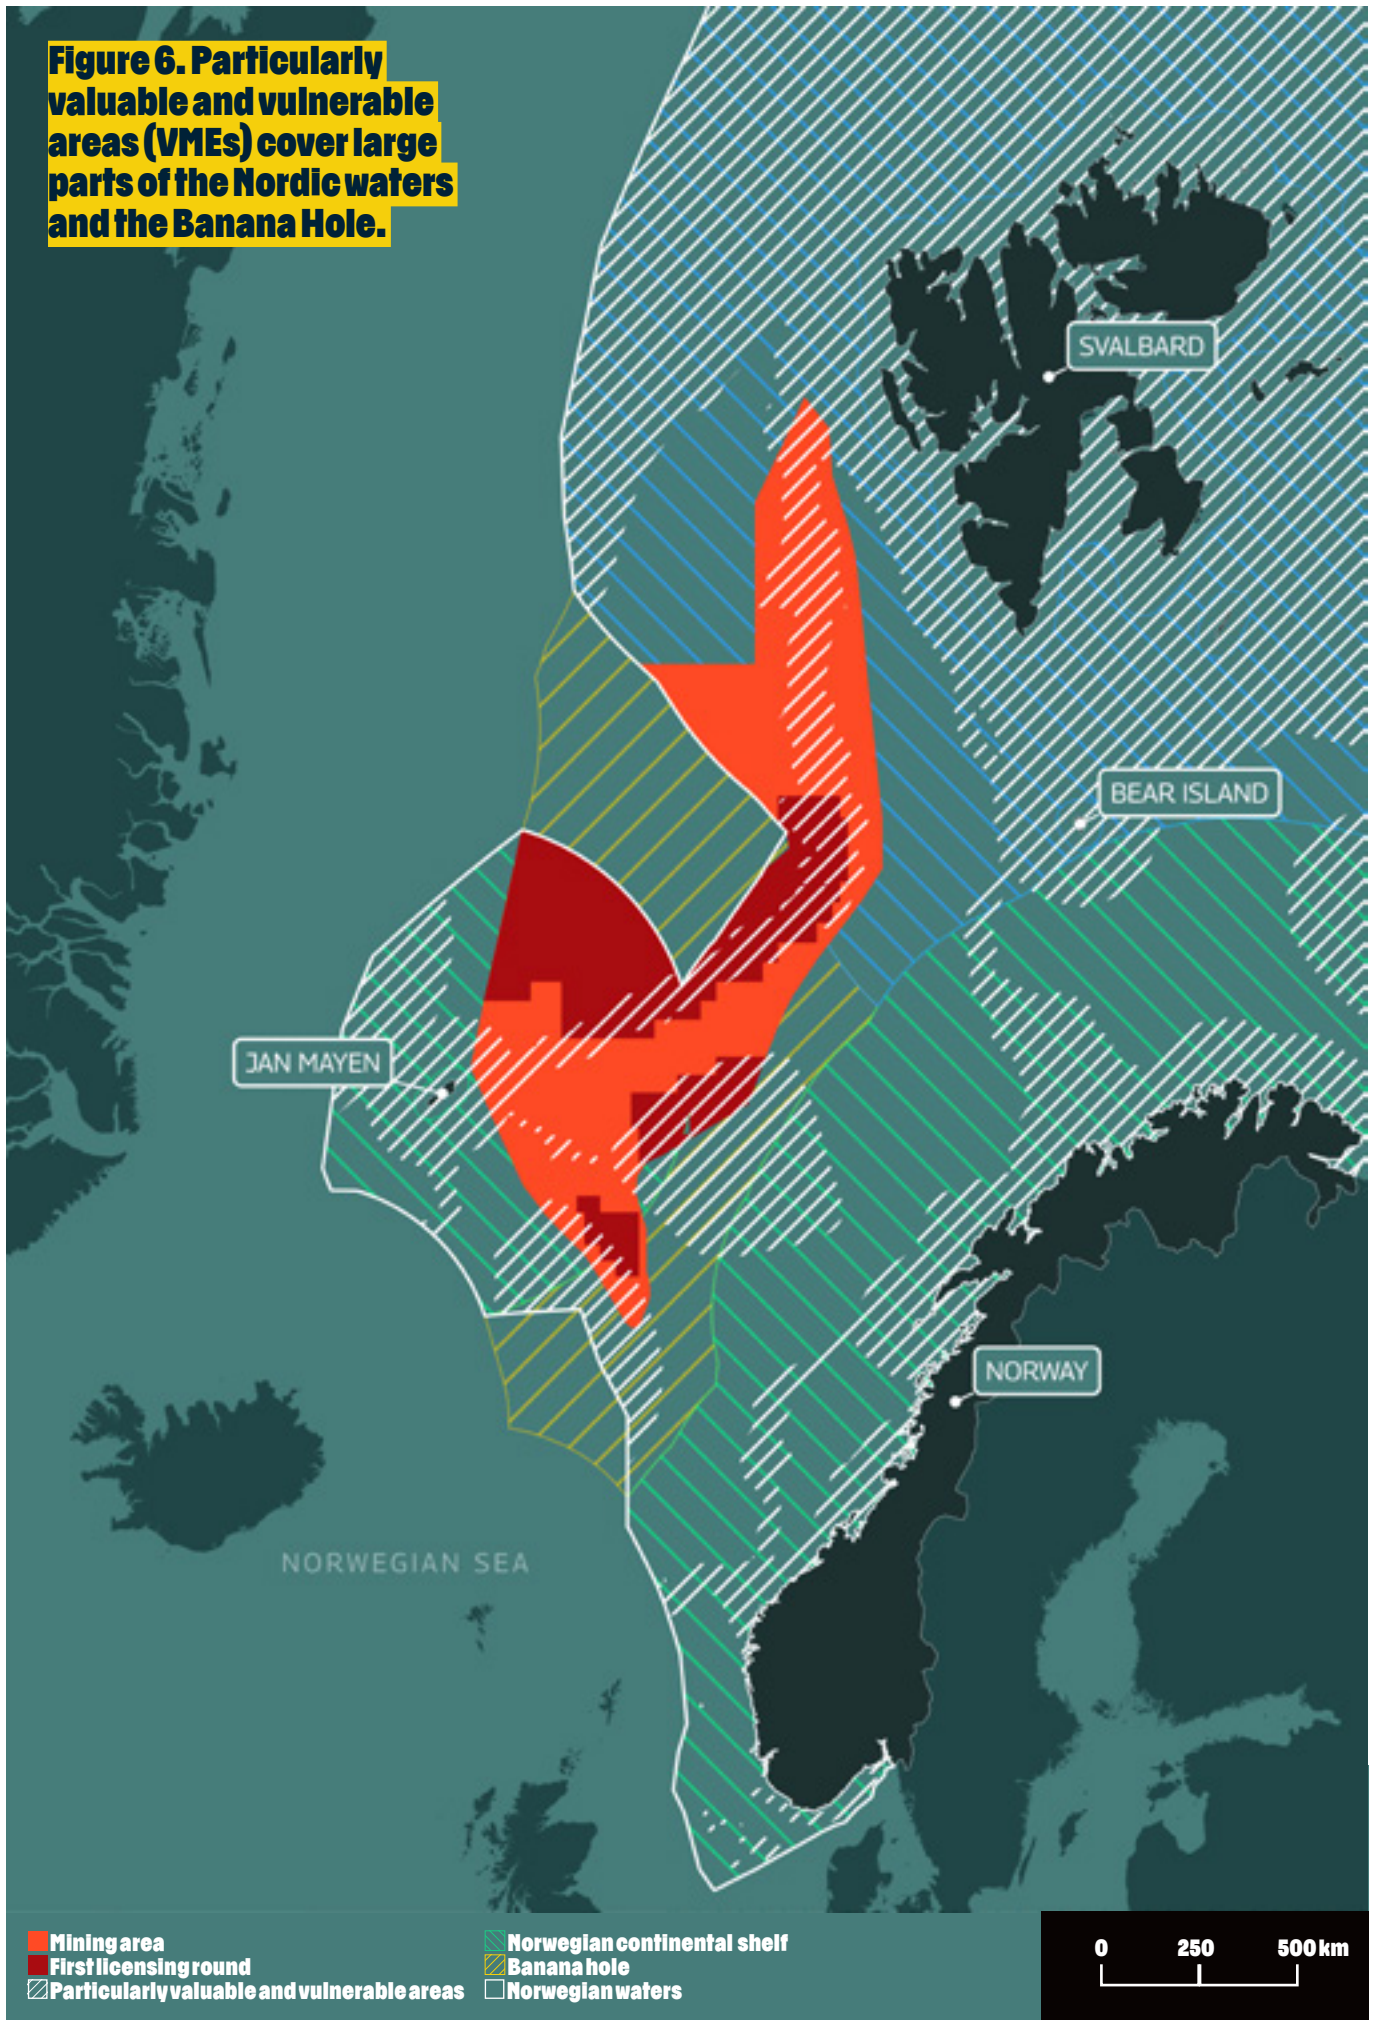 Figure 6. Particularly
valuable and vulnerable
areas (VMEs) cover large
parts of the Nordic waters
and the Banana Hole.
SVALBARD
BEAR ISLAND
JAN MAYEN
NORWAY
NORWEGIAN SEA
Mining area
First licensing round
Particularly valuable and vulnerable areas
Norwegian continental shelf
Banana hole
Norwegian waters
0 250 500 km